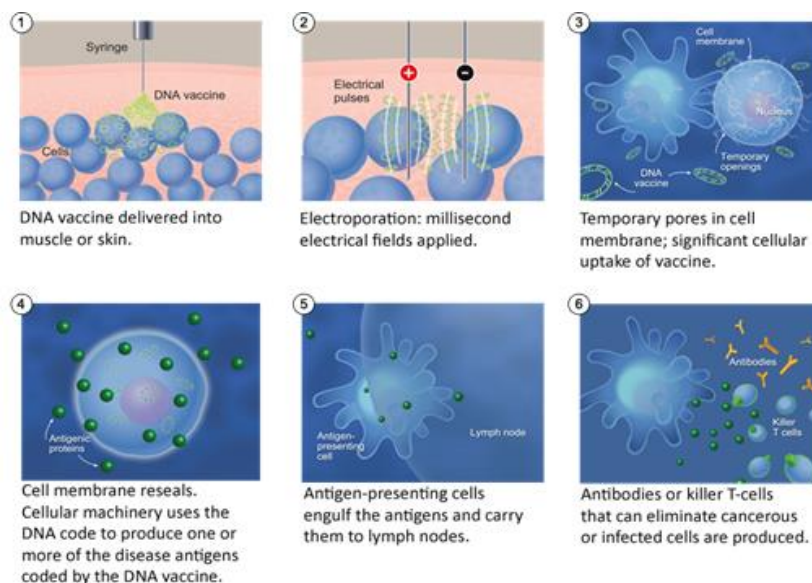 1
Syringe
DNA vaccine
Cells
DNA vaccine delivered into
muscle or skin.
2
Electrical
pulses
+
-
Electroporation: millisecond
electrical fields applied.
3
Cell
membrane
Nucleus
Temporary
openings
DNA
vaccine
Temporary pores in cell
membrane; significant cellular
uptake of vaccine.
4
Antigenic
proteins
Cell membrane reseals.
Cellular machinery uses the
DNA code to produce one or
more of the disease antigens
coded by the DNA vaccine.
5
Antigen-
presenting
cell
Lymph node
Antigen-presenting cells
engulf the antigens and carry
them to lymph nodes.
6
Antibodies
Killer
T cells
Antibodies or killer T-cells
that can eliminate cancerous
or infected cells are produced.